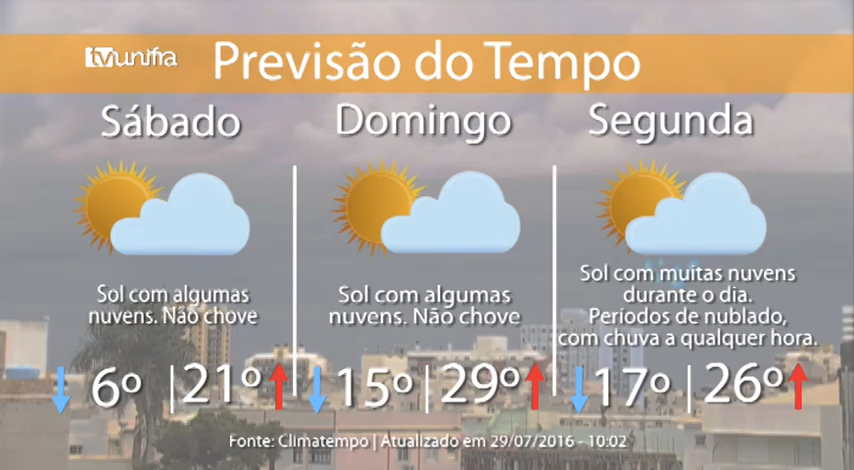 tvunifra Previsão do Tempo
Sábado
Domingo
Segunda
Sol com algumas
nuvens. Não chove
Sol com algumas
nuvens. Não chove
Sol com muitas nuvens
durante o dia.
Períodos de nublado,
com chuva a qualquer hora.
6º | 21º
15º | 29º
17º | 26º
Fonte: Climatempo | Atualizado em 29/07/2016 - 10:02